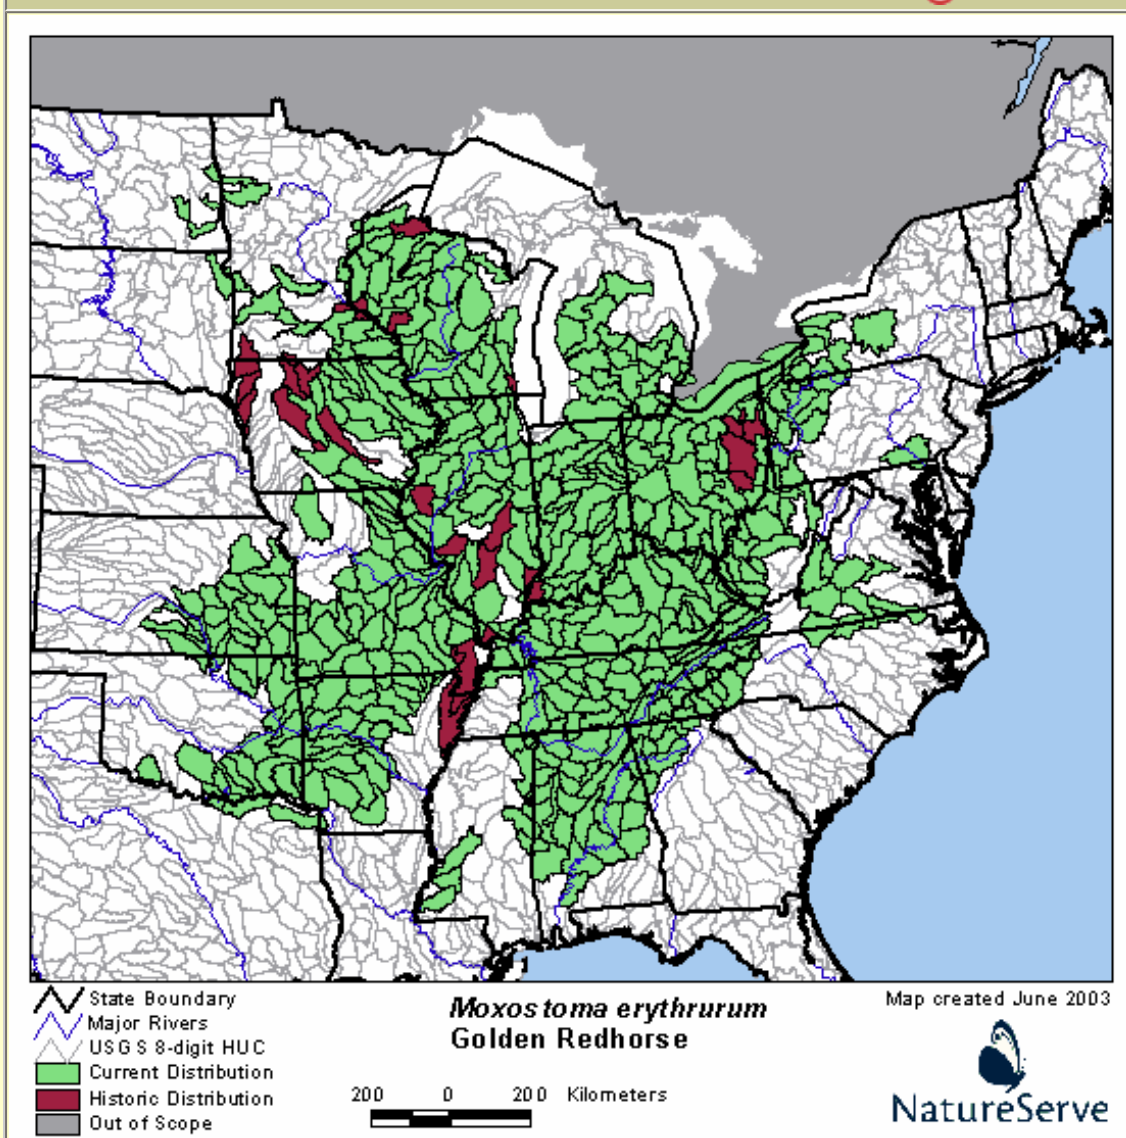 State Boundary
Major Rivers
USGS 8-digit HUC
Current Distribution
Historic Distribution
Out of Scope
Moxostoma erythrurum
Golden Redhorse
200 0 200 Kilometers
Map created June 2003
NatureServe